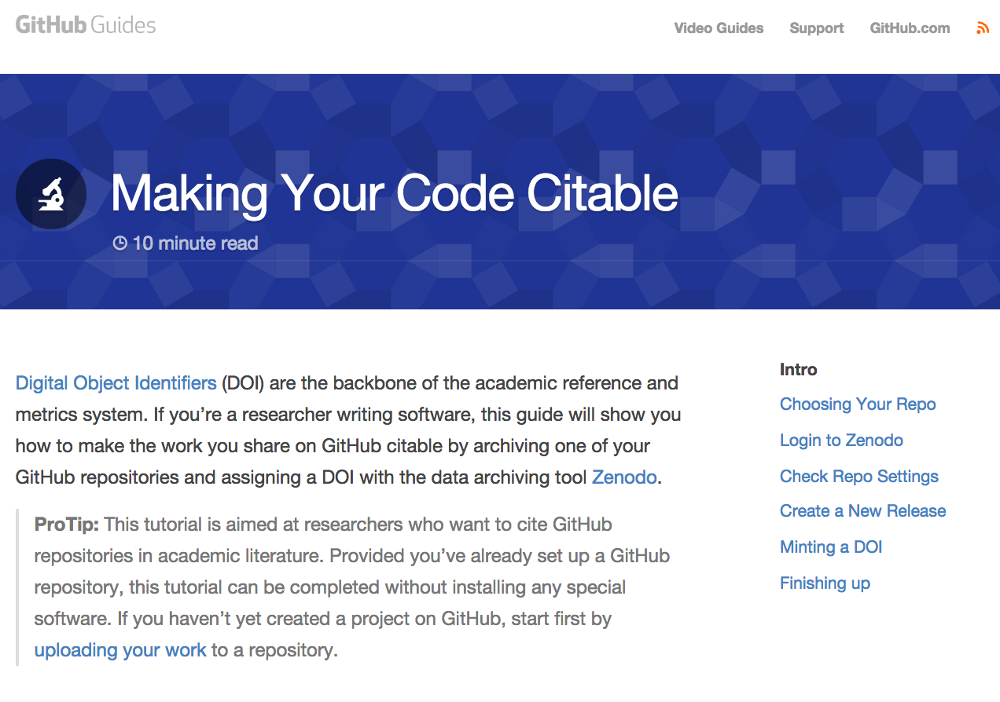 GitHub Guides
Video Guides
Support
GitHub.com
Making Your Code Citable
10 minute read
Digital Object Identifiers (DOI) are the backbone of the academic reference and
metrics system. If you’re a researcher writing software, this guide will show you
how to make the work you share on GitHub citable by archiving one of your
GitHub repositories and assigning a DOI with the data archiving tool Zenodo.
ProTip: This tutorial is aimed at researchers who want to cite GitHub
repositories in academic literature. Provided you’ve already set up a GitHub
repository, this tutorial can be completed without installing any special
software. If you haven’t yet created a project on GitHub, start first by
uploading your work to a repository.
Intro
Choosing Your Repo
Login to Zenodo
Check Repo Settings
Create a New Release
Minting a DOI
Finishing up